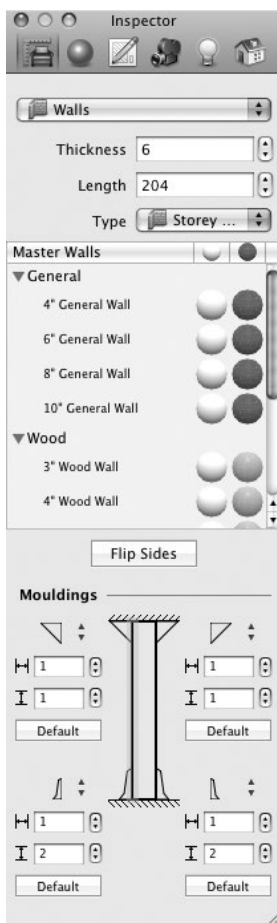 Inspector
Walls
Thickness 6
Length 204
Type Storey ...
Master Walls
General
4" General Wall
6" General Wall
8" General Wall
10" General Wall
Wood
3" Wood Wall
4" Wood Wall
Flip Sides
Mouldings
1 1
1 1
Default Default
1 1
2 2
Default Default